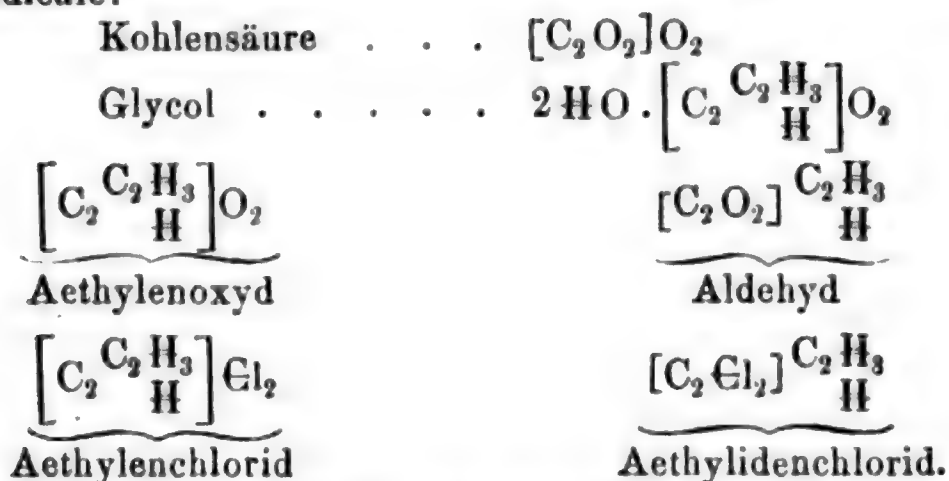 Kohlensäure . . . [C₂O₂]O₂
Glycol . . . . . 2HO.[C₂ C₂H₃ H]O₂
[C₂ C₂H₃ H]O₂ [C₂O₂] C₂H₃ H
Aethylenoxyd Aldehyd
[C₂ C₂H₃ H]Cl₂ [C₂Cl₂] C₂H₃ H
Aethylenchlorid Aethylidenchlorid.